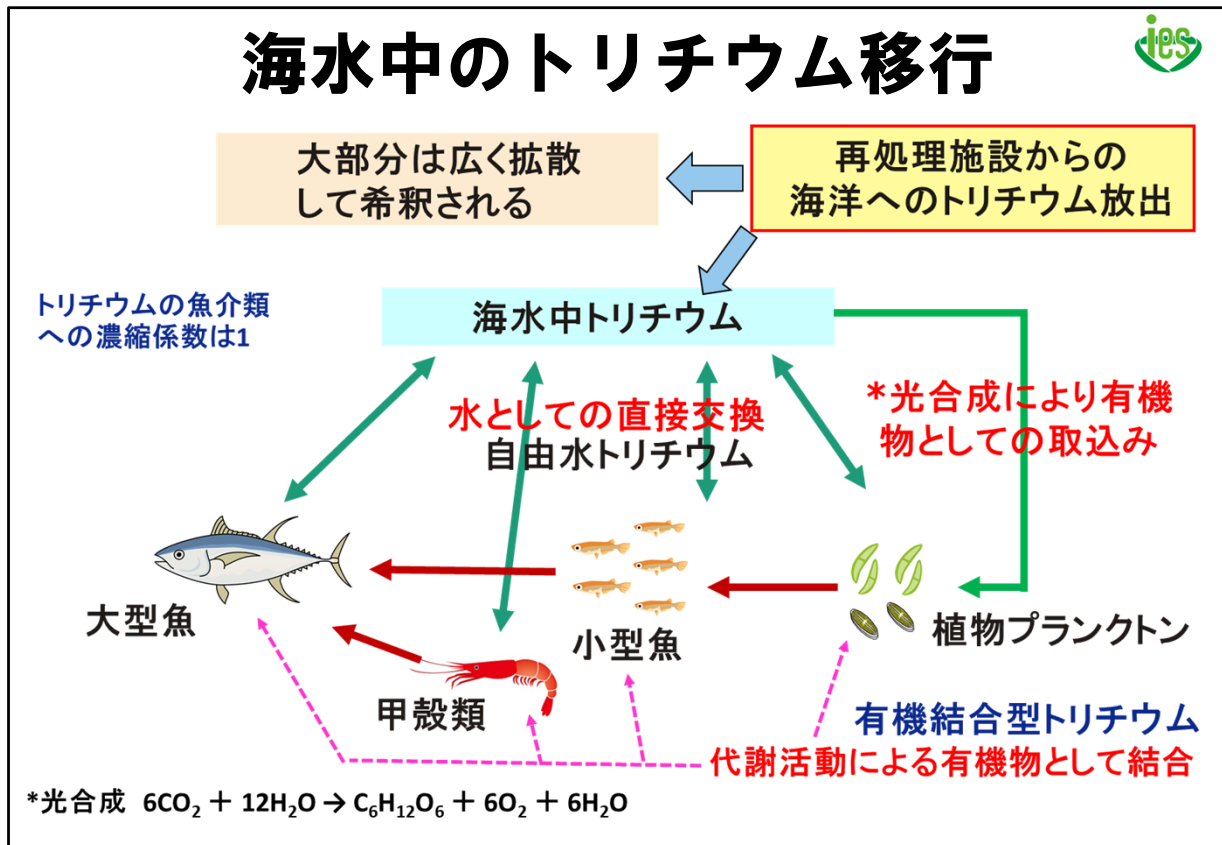 海水中のトリチウム移行
ies
大部分は広く拡散
して希釈される
再処理施設からの
海洋へのトリチウム放出
トリチウムの魚介類
への濃縮係数は1
海水中トリチウム
水としての直接交換
自由水トリチウム
*光合成により有機
物としての取込み
大型魚
小型魚
植物プランクトン
甲殻類
有機結合型トリチウム
代謝活動による有機物として結合
*光合成 6CO₂ + 12H₂O → C₆H₁₂O₆ + 6O₂ + 6H₂O